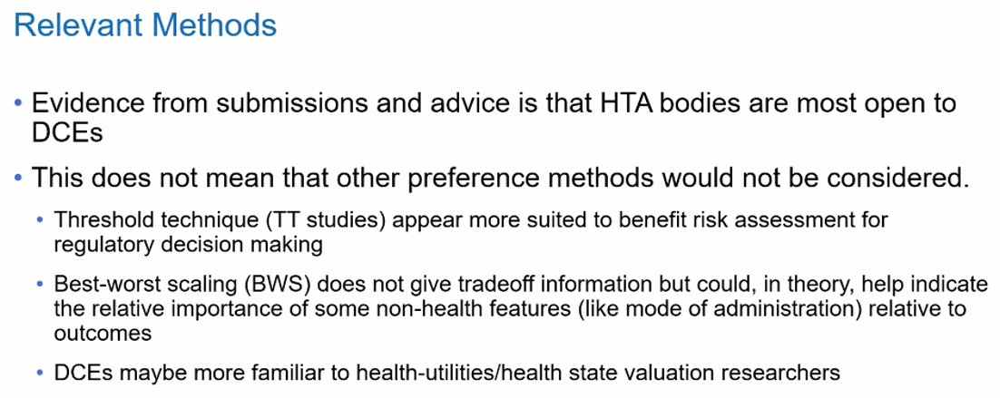 Relevant Methods
• Evidence from submissions and advice is that HTA bodies are most open to
DCEs
• This does not mean that other preference methods would not be considered.
• Threshold technique (TT studies) appear more suited to benefit risk assessment for
regulatory decision making
• Best-worst scaling (BWS) does not give tradeoff information but could, in theory, help indicate
the relative importance of some non-health features (like mode of administration) relative to
outcomes
• DCEs maybe more familiar to health-utilities/health state valuation researchers